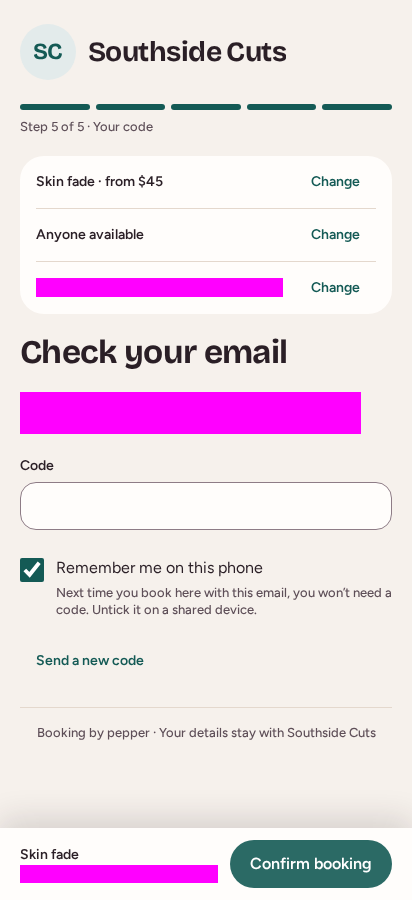 SC
Southside Cuts
Step 5 of 5 · Your code
Skin fade · from $45
Change
Anyone available
Change
Change
Check your email
Code
Remember me on this phone
Next time you book here with this email, you won’t need a
code. Untick it on a shared device.
Send a new code
Booking by pepper · Your details stay with Southside Cuts
Skin fade
Confirm booking